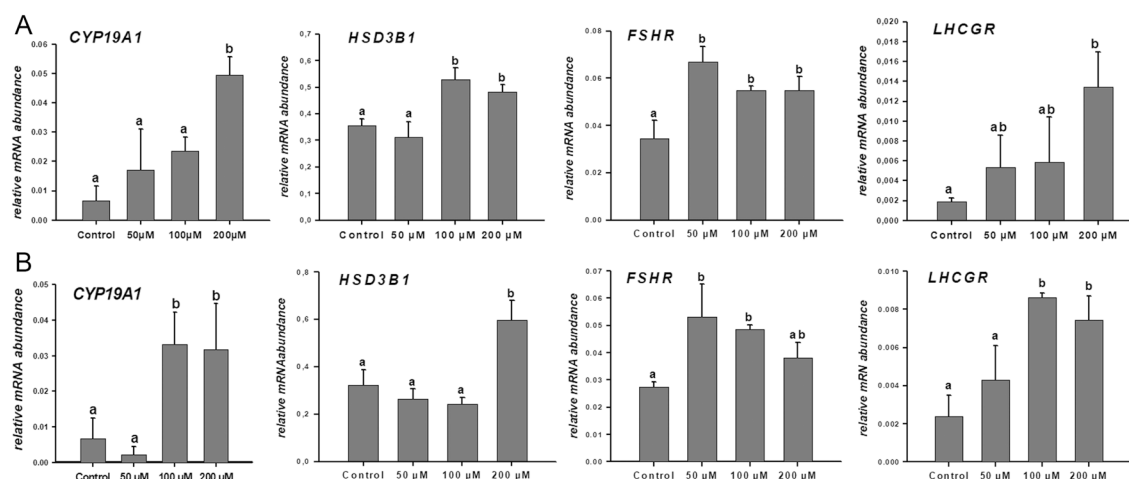 A
CYP19A1
b
a
a
a
relative mRNA abundance
0.06
0.05
0.04
0.03
0.02
0.01
0.00
Control 50µM 100µM 200µM
HSD3B1
b
b
a
a
relative mRNA abundance
0,7
0,6
0,5
0,4
0,3
0,2
0,1
0,0
Control 50 µM 100 µM 200 µM
FSHR
b
b
b
a
relative mRNA abundance
0.08
0.06
0.04
0.02
0.00
Control 50 µM 100 µM 200 µM
LHCGR
b
ab
ab
a
relative mRNA abundance
0,020
0,018
0,016
0,014
0,012
0,010
0,008
0,006
0,004
0,002
0,000
Control 50 µM 100 µM 200 µM
B
CYP19A1
b
b
a
a
relative mRNA abundance
0.05
0.04
0.03
0.02
0.01
0.00
Control 50 µM 100 µM 200 µM
HSD3B1
b
a
a
a
relative mRNAabundance
0,8
0,6
0,4
0,2
0,0
Control 50 µM 100 µM 200 µM
FSHR
b
b
ab
a
relative mRNA abundance
0.07
0.06
0.05
0.04
0.03
0.02
0.01
0.00
Control 50 µM 100 µM 200 µM
LHCGR
b
b
a
a
relative mRN abundance
0.010
0.008
0.006
0.004
0.002
0.000
Control 50 µM 100 µM 200 µM